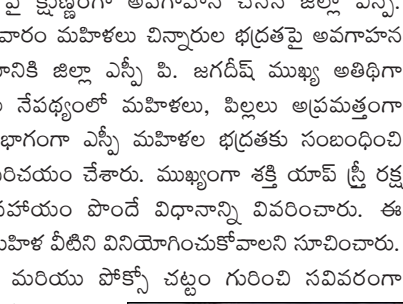 పై క్షుణ్ణంగా అవగాహన చేసిన జిల్లా ఎస్పీ.
వారం మహిళలు చిన్నారుల భద్రతపై అవగాహన
జిల్లా ఎస్పీ పి. జగదీష్ ముఖ్య అతిథిగా
నేపథ్యంలో మహిళలు, పిల్లలు అప్రమత్తంగా
భాగంగా ఎస్పీ మహిళల భద్రతకు సంబంధించి
రిచయం చేశారు. ముఖ్యంగా శక్తి యాప్ స్త్రీ రక్ష
సహాయం పొందే విధానాన్ని వివరించారు. ఈ
మహిళ వీటిని వినియోగించుకోవాలని సూచించారు.
మరియు పోక్సో చట్టం గురించి సవివరంగా